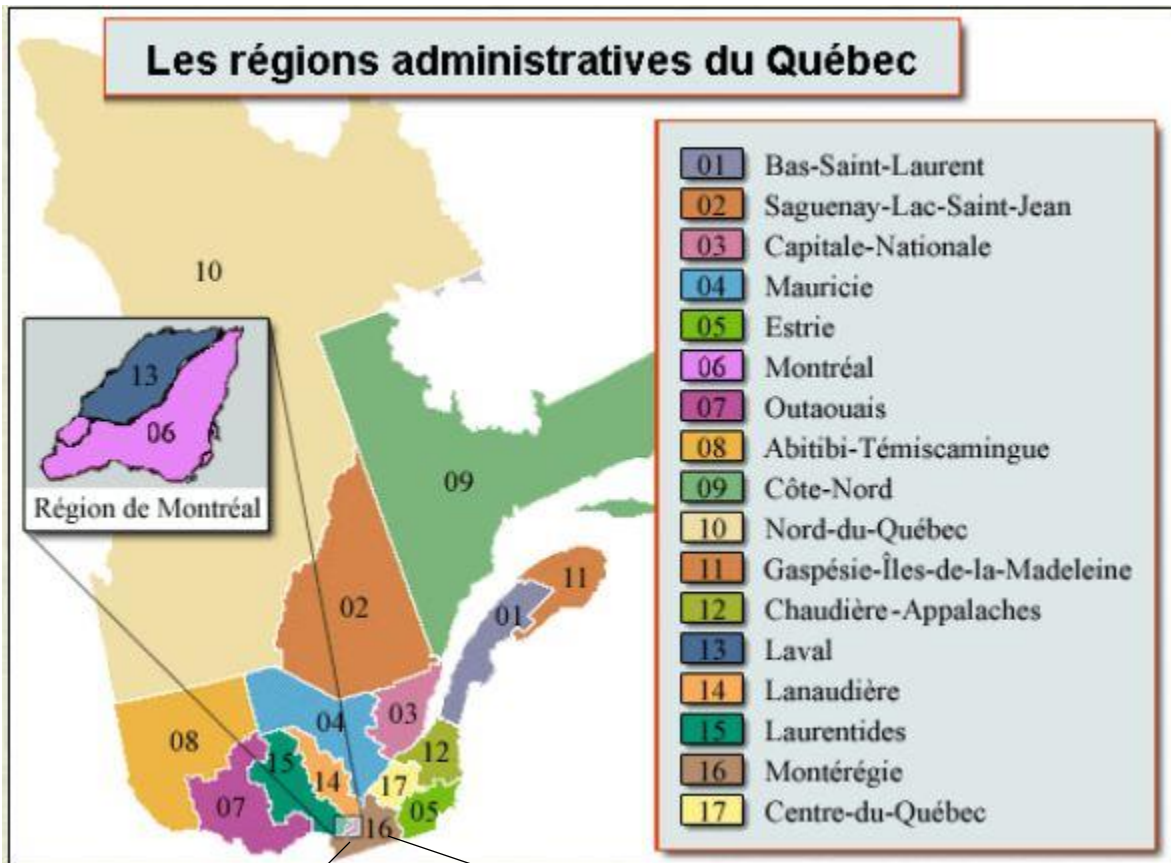 Les régions administratives du Québec
01 Bas-Saint-Laurent
02 Saguenay-Lac-Saint-Jean
03 Capitale-Nationale
04 Mauricie
05 Estrie
06 Montréal
07 Outaouais
08 Abitibi-Témiscamingue
09 Côte-Nord
10 Nord-du-Québec
11 Gaspésie-Îles-de-la-Madeleine
12 Chaudière-Appalaches
13 Laval
14 Lanaudière
15 Laurentides
16 Montérégie
17 Centre-du-Québec
10
13
06
Région de Montréal
09
11
02
01
03
04
08
12
15
14
17
07
05
16